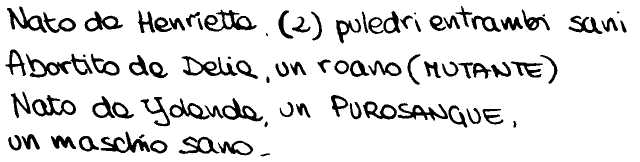 Nato da Henrietta. (2) puledri entrambi sani
Abortito da Delia, un roano (MUTANTE)
Nato da Yolanda, un PUROSANGUE,
un maschio sano-